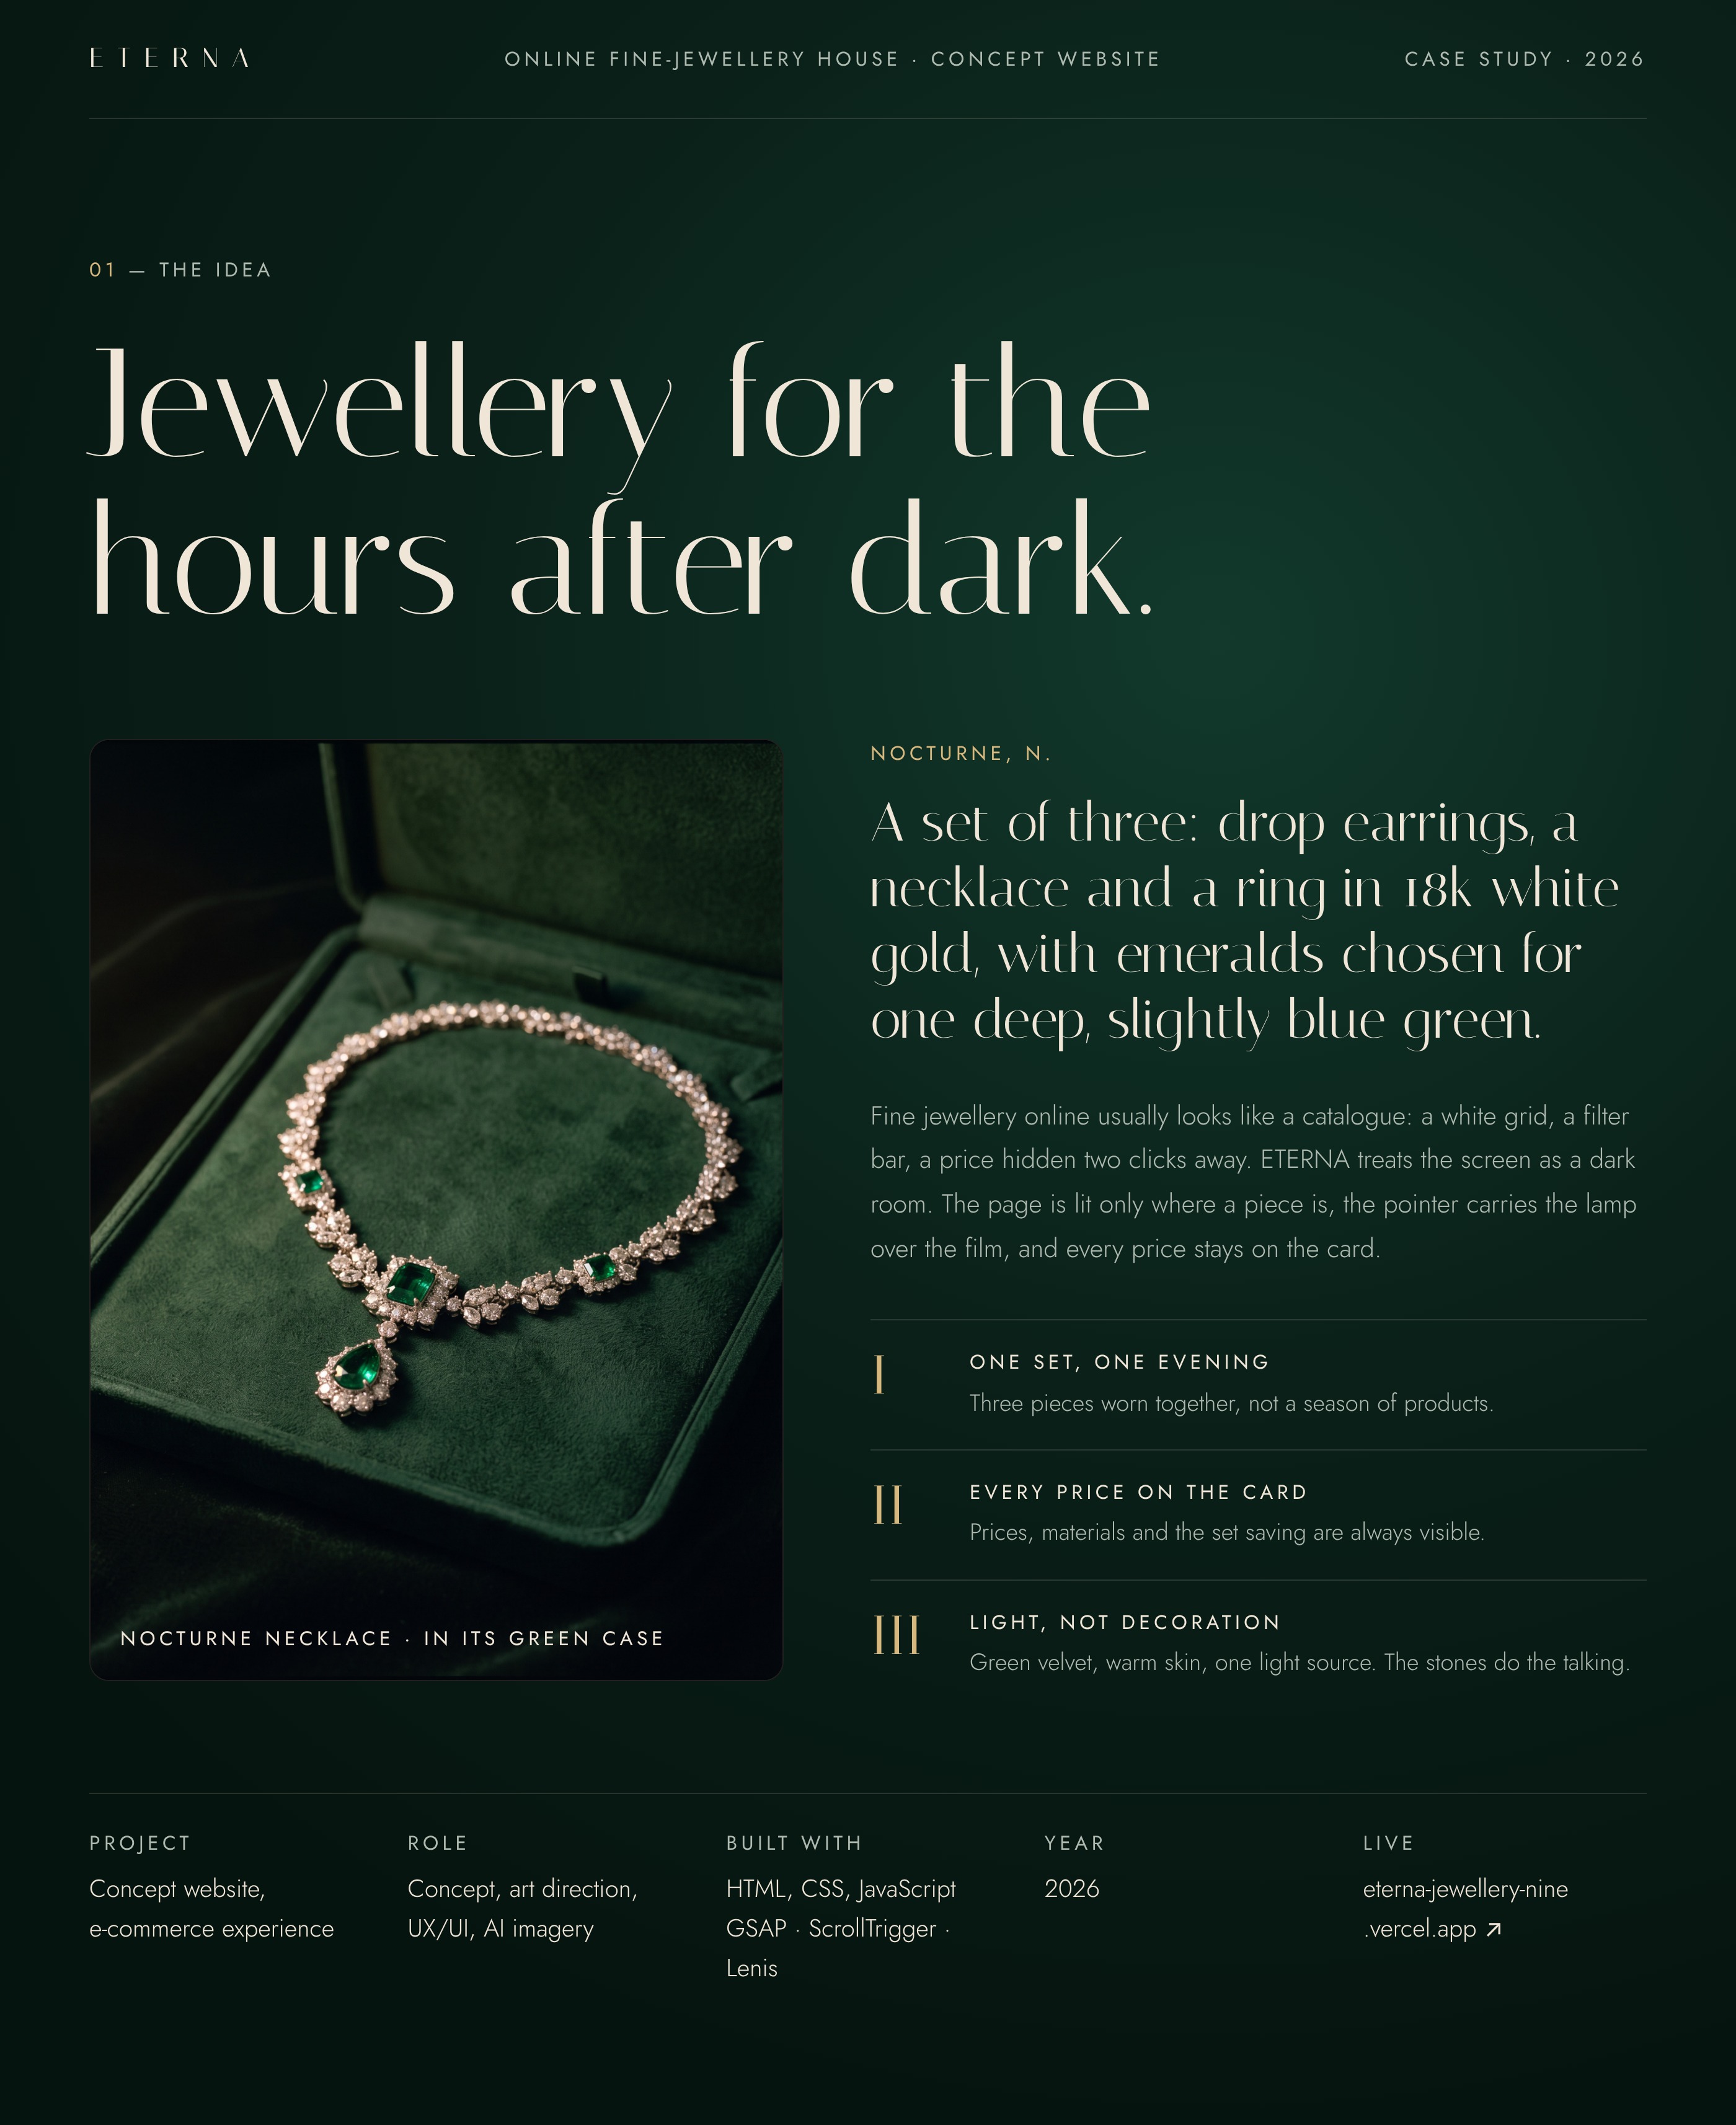 ETERNA
ONLINE FINE-JEWELLERY HOUSE · CONCEPT WEBSITE
CASE STUDY · 2026
01 — THE IDEA
Jewellery for the
hours after dark.
NOCTURNE, N.
A set of three: drop earrings, a
necklace and a ring in 18k white
gold, with emeralds chosen for
one deep, slightly blue green.
Fine jewellery online usually looks like a catalogue: a white grid, a filter
bar, a price hidden two clicks away. ETERNA treats the screen as a dark
room. The page is lit only where a piece is, the pointer carries the lamp
over the film, and every price stays on the card.
I
ONE SET, ONE EVENING
Three pieces worn together, not a season of products.
II
EVERY PRICE ON THE CARD
Prices, materials and the set saving are always visible.
III
LIGHT, NOT DECORATION
Green velvet, warm skin, one light source. The stones do the talking.
NOCTURNE NECKLACE · IN ITS GREEN CASE
PROJECT
Concept website,
e-commerce experience
ROLE
Concept, art direction,
UX/UI, AI imagery
BUILT WITH
HTML, CSS, JavaScript
GSAP · ScrollTrigger ·
Lenis
YEAR
2026
LIVE
eterna-jewellery-nine
.vercel.app ↗